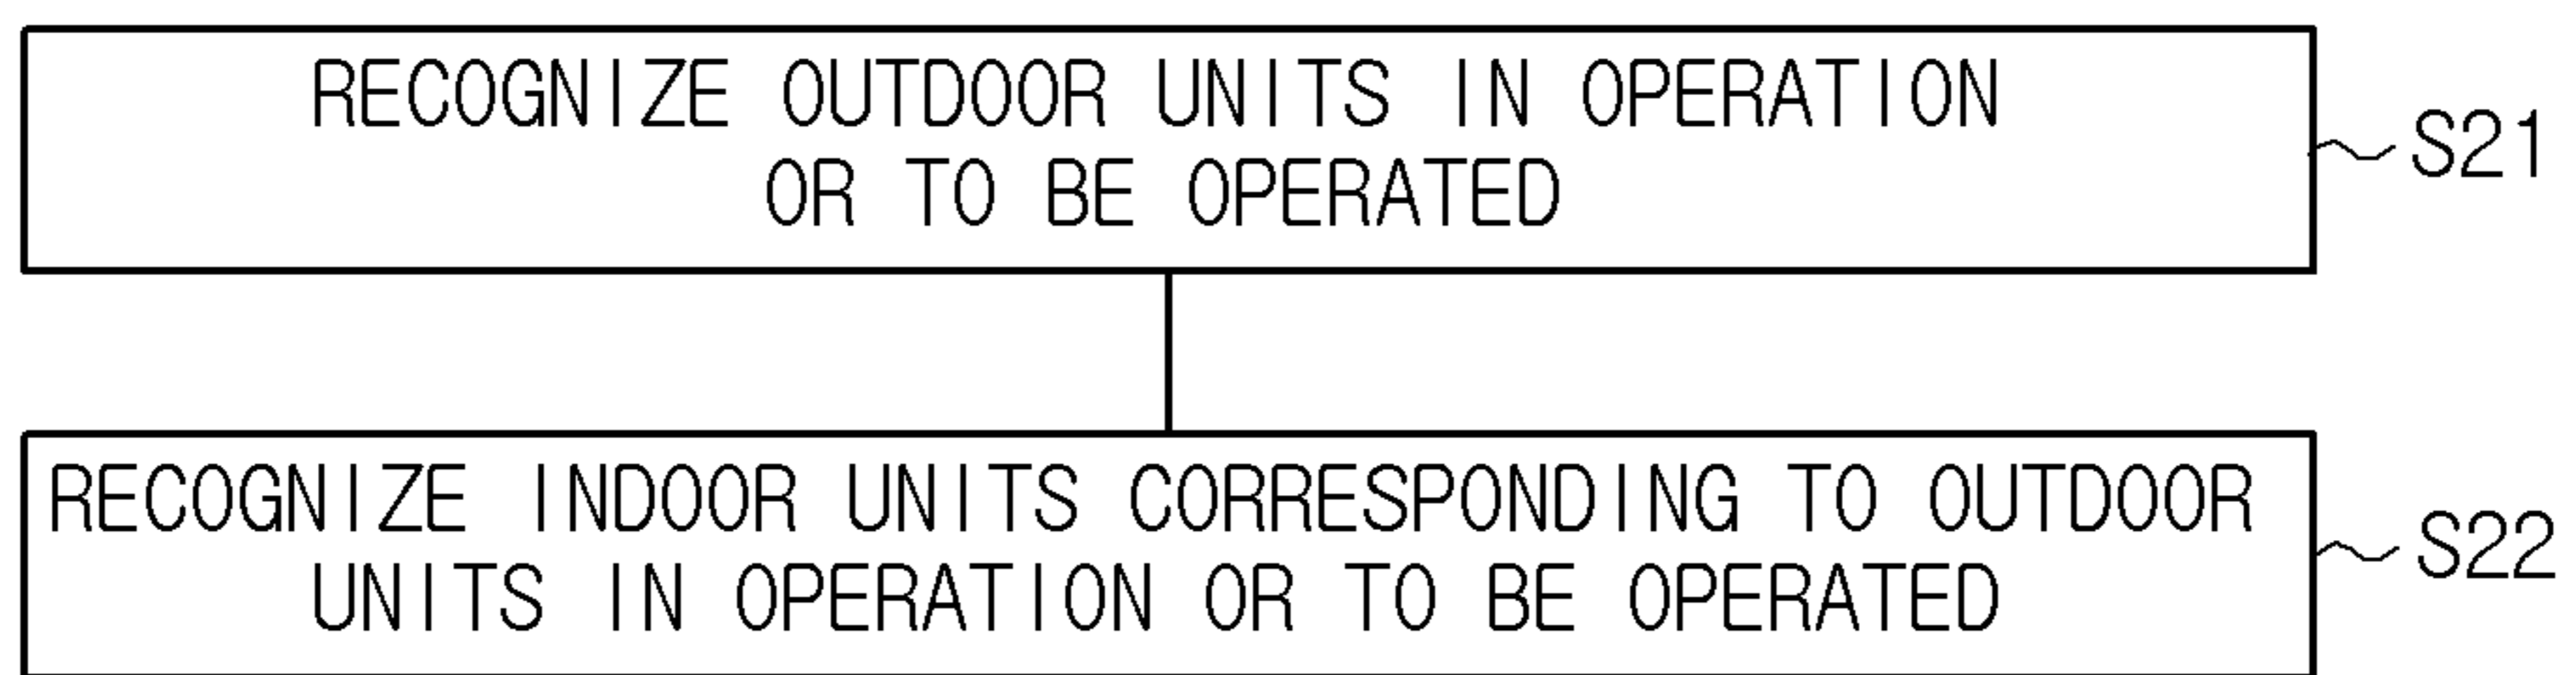 RECOGNIZE OUTDOOR UNITS IN OPERATION
OR TO BE OPERATED
S21
RECOGNIZE INDOOR UNITS CORRESPONDING TO OUTDOOR
UNITS IN OPERATION OR TO BE OPERATED
S22